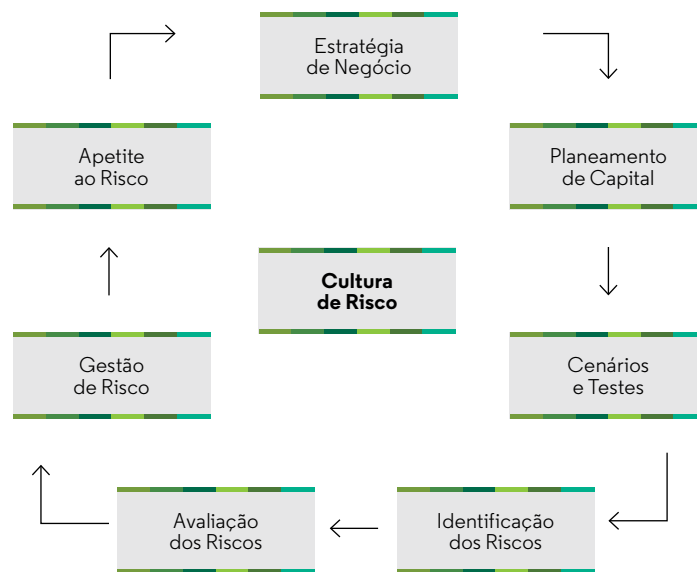 Estratégia
de Negócio
Apetite
ao Risco
Planeamento
de Capital
Cultura
de Risco
Gestão
de Risco
Cenários
e Testes
Avaliação
dos Riscos
Identificação
dos Riscos